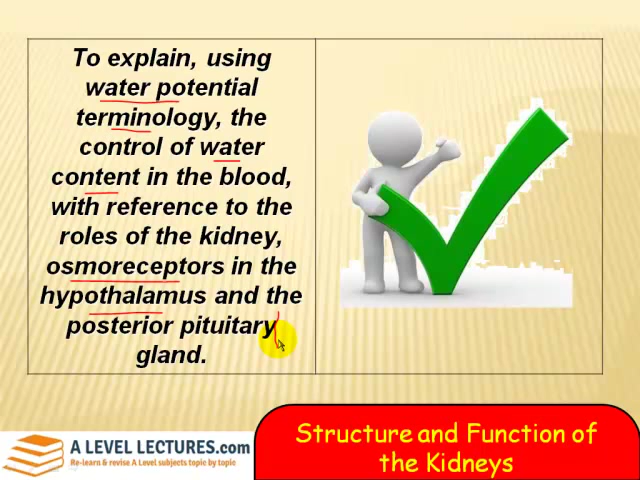 To explain, using
water potential
terminology, the
control of water
content in the blood,
with reference to the
roles of the kidney,
osmoreceptors in the
hypothalamus and the
posterior pituitary
gland.
A LEVEL LECTURES.com
Re-learn & revise A Level subjects topic by topic
Structure and Function of
the Kidneys